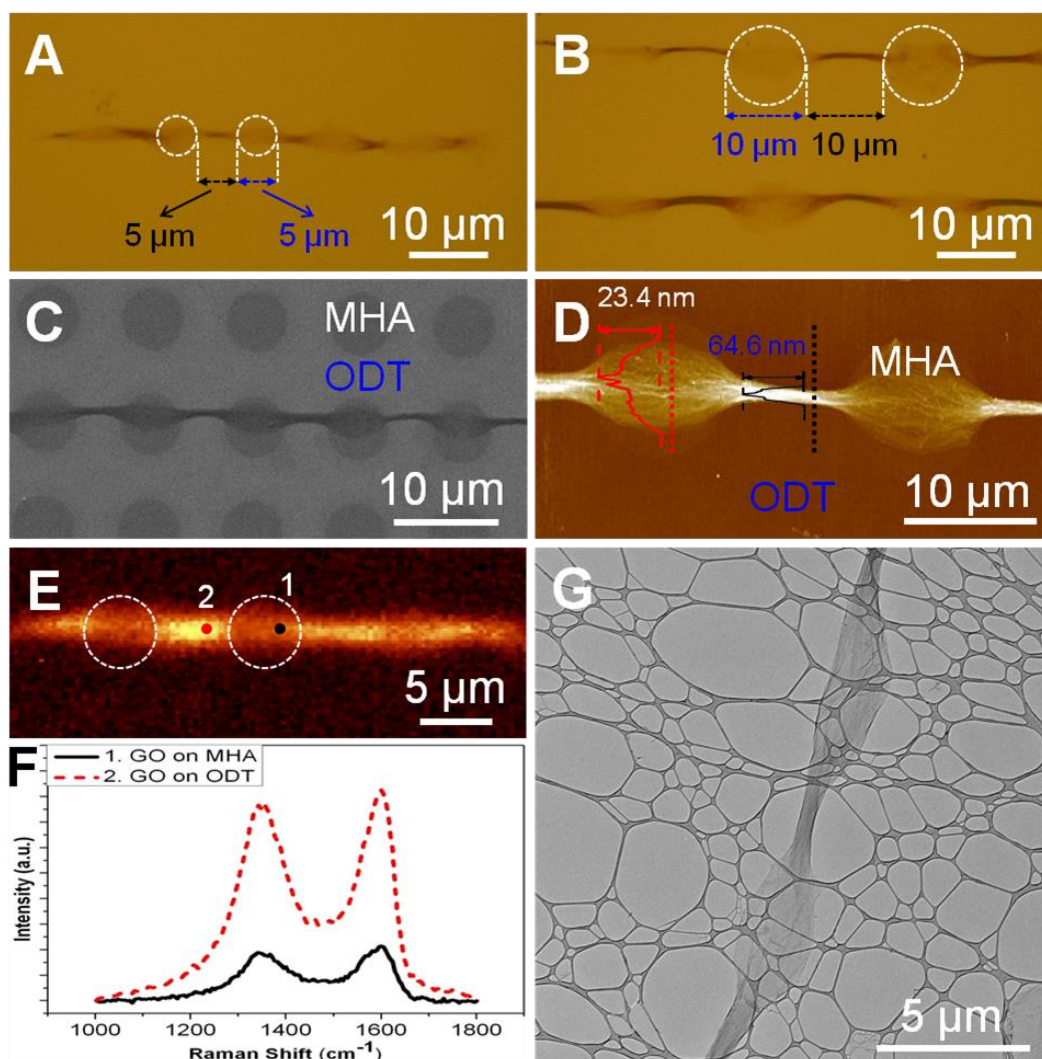 A
5 µm
5 µm
10 µm
B
10 µm
10 µm
10 µm
C
MHA
ODT
10 µm
D
23.4 nm
64.6 nm
MHA
ODT
10 µm
E
2
1
5 µm
F
1. GO on MHA
2. GO on ODT
Intensity (a.u.)
1000 1200 1400 1600 1800
Raman Shift (cm⁻¹)
G
5 µm